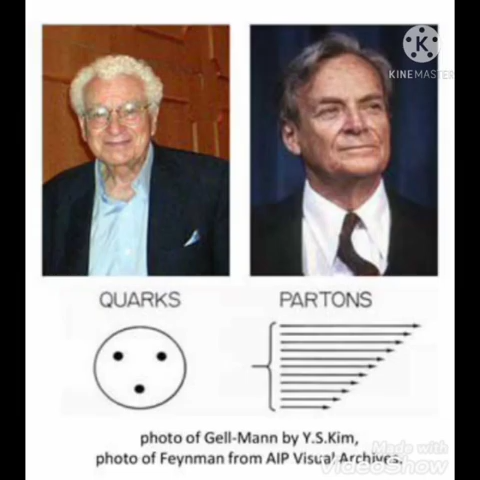 K
KINEMASTER
QUARKS
PARTONS
photo of Gell-Mann by Y.S.Kim,
photo of Feynman from AIP Visual Archives.
Made with
VideoShow